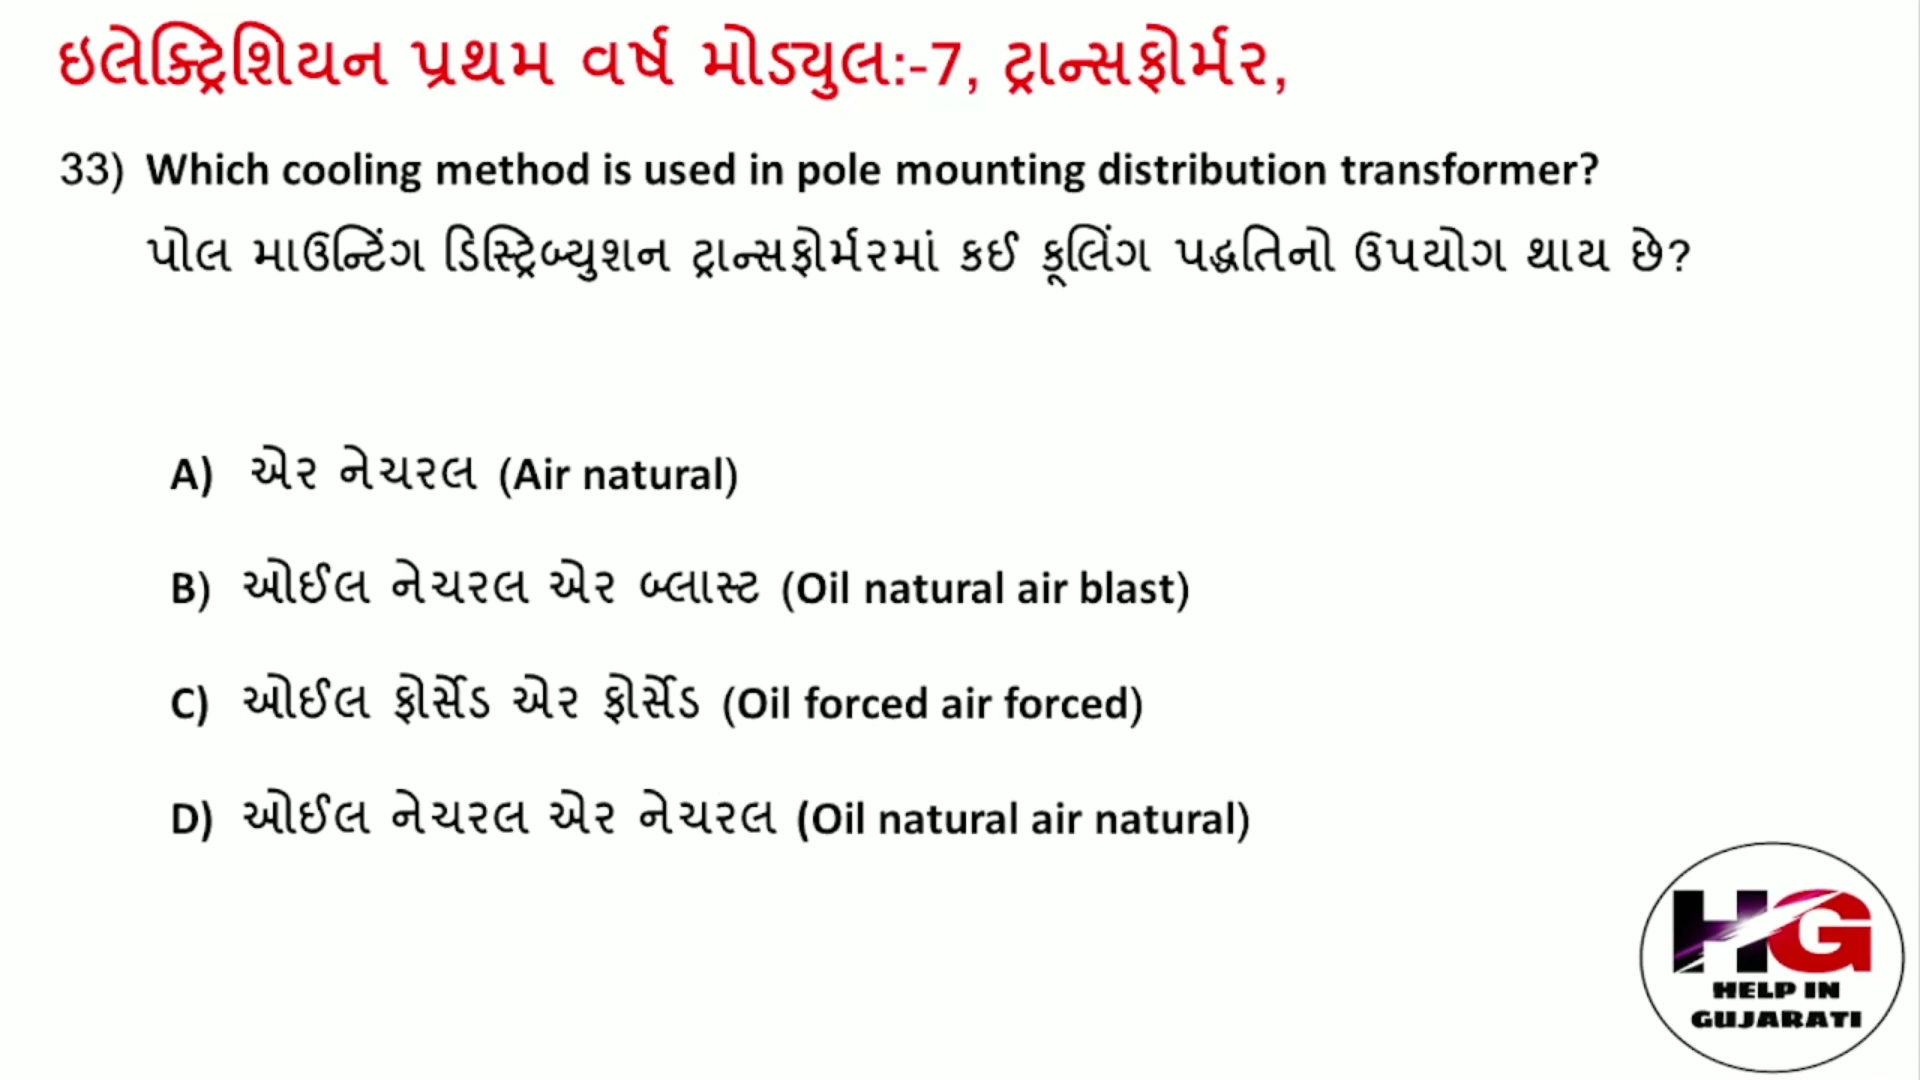 ઇલેક્ટ્રિશિયન પ્રથમ વર્ષ મોડ્યુલ:-7, ટ્રાન્સફોર્મર,
33) Which cooling method is used in pole mounting distribution transformer?
પોલ માઉન્ટિંગ ડિસ્ટ્રિબ્યુશન ટ્રાન્સફોર્મરમાં કઈ કૂલિંગ પદ્ધતિનો ઉપયોગ થાય છે?
A) એર નેચરલ (Air natural)
B) ઓઈલ નેચરલ એર બ્લાસ્ટ (Oil natural air blast)
C) ઓઈલ ફોર્સેડ એર ફોર્સેડ (Oil forced air forced)
D) ઓઈલ નેચરલ એર નેચરલ (Oil natural air natural)
HG
HELP IN
GUJARATI